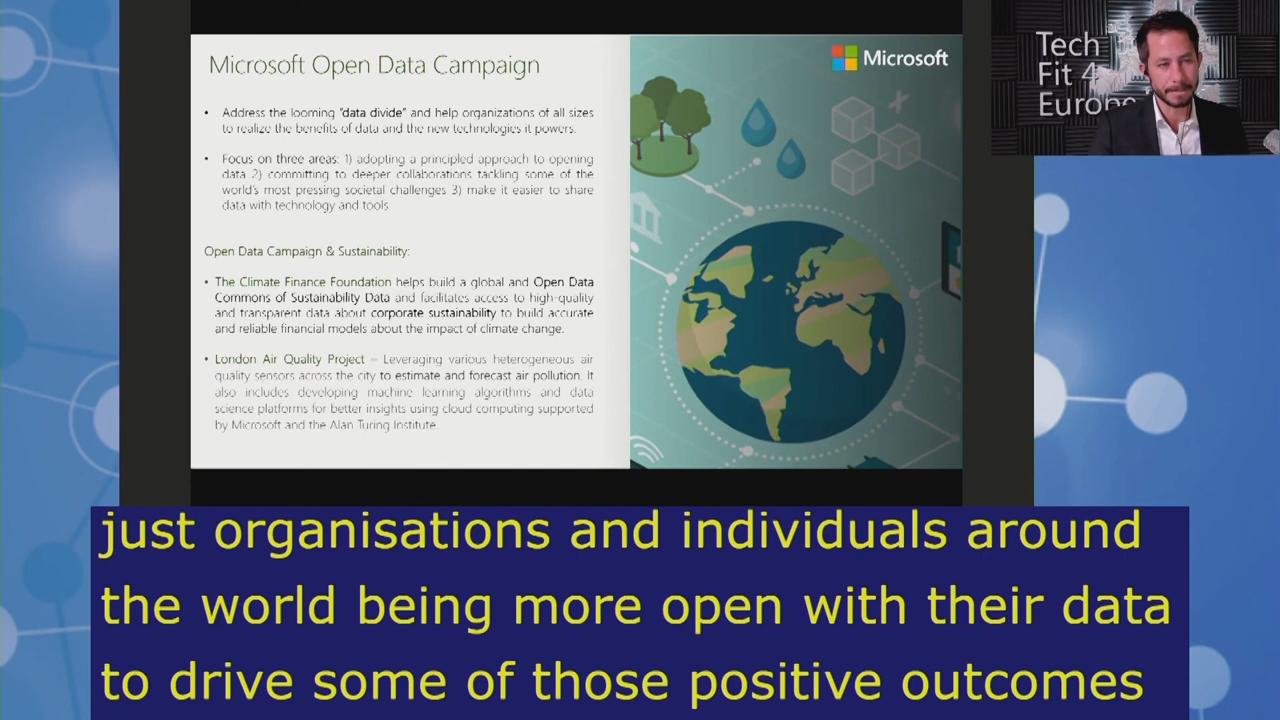 Microsoft Open Data Campaign
Microsoft
Tech
Fit 4
Europe
• Address the looming "data divide" and help organizations of all sizes
to realize the benefits of data and the new technologies it powers.
• Focus on three areas: 1) adopting a principled approach to opening
data 2) committing to deeper collaborations tackling some of the
world's most pressing societal challenges 3) make it easier to share
data with technology and tools
Open Data Campaign & Sustainability:
• The Climate Finance Foundation helps build a global and Open Data
Commons of Sustainability Data and facilitates access to high-quality
and transparent data about corporate sustainability to build accurate
and reliable financial models about the impact of climate change.
• London Air Quality Project – Leveraging various heterogeneous air
quality sensors across the city to estimate and forecast air pollution. It
also includes developing machine learning algorithms and data
science platforms for better insights using cloud computing supported
by Microsoft and the Alan Turing Institute.
just organisations and individuals around
the world being more open with their data
to drive some of those positive outcomes